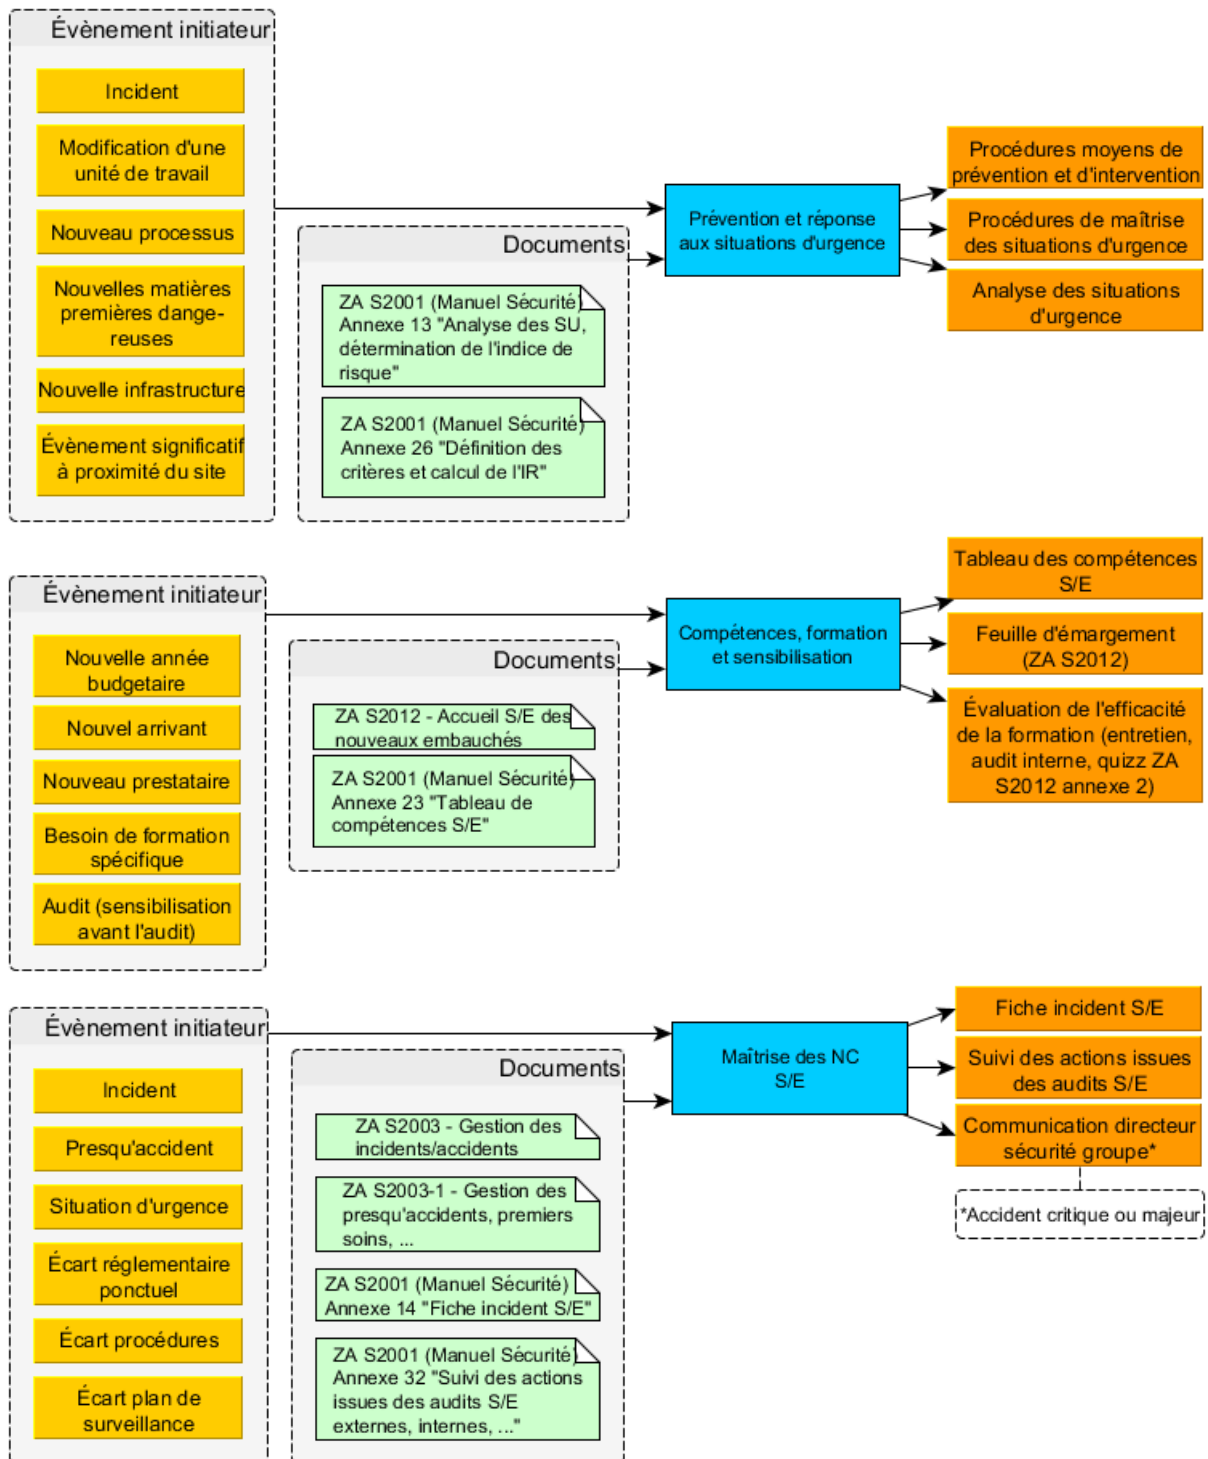 Évènement initiateur
Incident
Modification d'une
unité de travail
Nouveau processus
Nouvelles matières
premières dange-
reuses
Nouvelle infrastructure
Évènement significatif
à proximité du site
Documents
ZA S2001 (Manuel Sécurité)
Annexe 13 "Analyse des SU,
détermination de l'indice de
risque"
ZA S2001 (Manuel Sécurité)
Annexe 26 "Définition des
critères et calcul de l'IR"
Prévention et réponse
aux situations d'urgence
Procédures moyens de
prévention et d'intervention
Procédures de maîtrise
des situations d'urgence
Analyse des situations
d'urgence
Évènement initiateur
Nouvelle année
budgetaire
Nouvel arrivant
Nouveau prestataire
Besoin de formation
spécifique
Audit (sensibilisation
avant l'audit)
Documents
ZA S2012 - Accueil S/E des
nouveaux embauchés
ZA S2001 (Manuel Sécurité)
Annexe 23 "Tableau de
compétences S/E"
Compétences, formation
et sensibilisation
Tableau des compétences
S/E
Feuille d'émargement
(ZA S2012)
Évaluation de l'efficacité
de la formation (entretien,
audit interne, quizz ZA
S2012 annexe 2)
Évènement initiateur
Incident
Presqu'accident
Situation d'urgence
Écart réglementaire
ponctuel
Écart procédures
Écart plan de
surveillance
Documents
ZA S2003 - Gestion des
incidents/accidents
ZA S2003-1 - Gestion des
presqu'accidents, premiers
soins, ...
ZA S2001 (Manuel Sécurité)
Annexe 14 "Fiche incident S/E"
ZA S2001 (Manuel Sécurité)
Annexe 32 "Suivi des actions
issues des audits S/E
externes, internes, ..."
Maîtrise des NC
S/E
Fiche incident S/E
Suivi des actions issues
des audits S/E
Communication directeur
sécurité groupe*
*Accident critique ou majeur